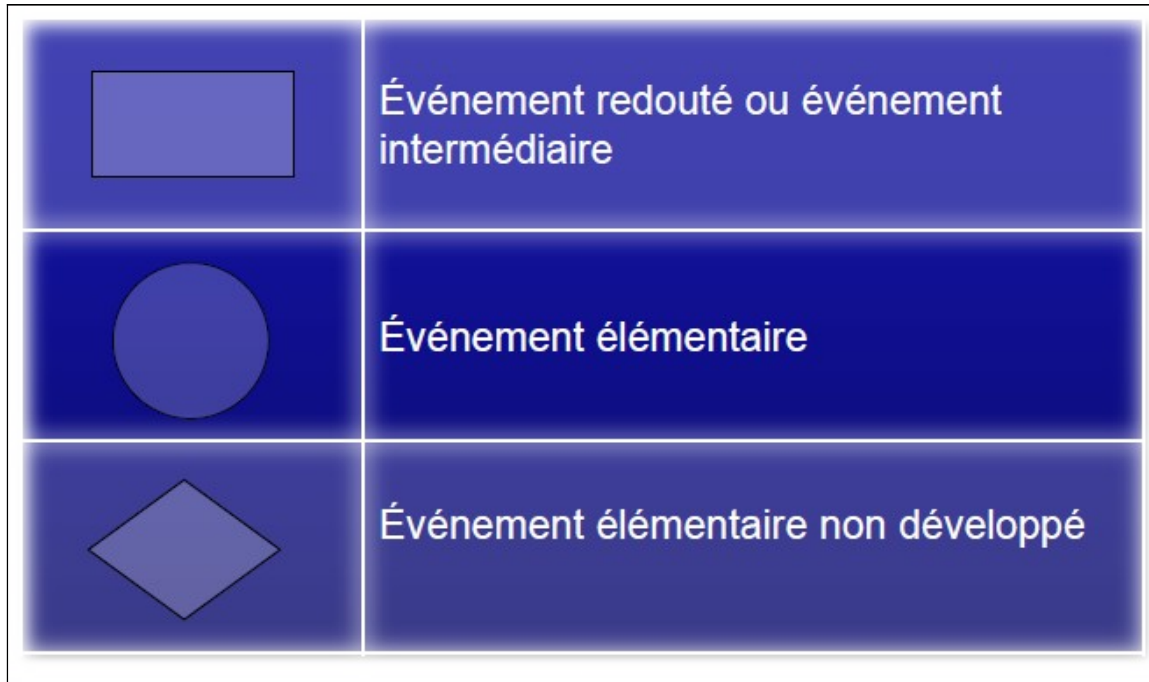 Événement redouté ou événement
intermédiaire
Événement élémentaire
Événement élémentaire non développé